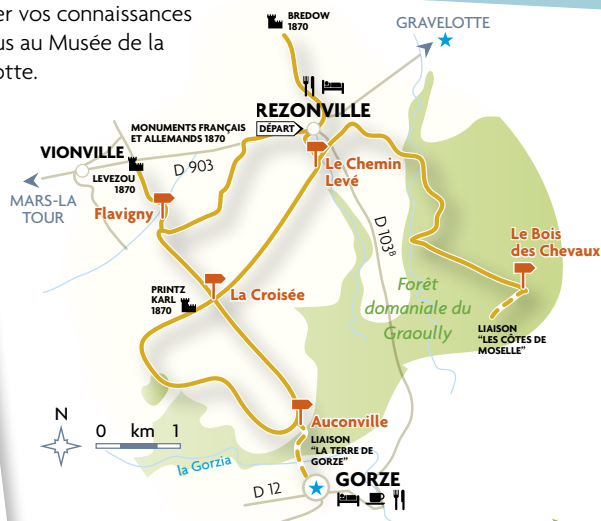 er vos connaissances
us au Musée de la
otte.
BREDOW
1870
GRAVELOTTE
REZONVILLE
DÉPART
MONUMENTS FRANÇAIS
ET ALLEMANDS 1870
VIONVILLE
D 903
LEVEZOU
1870
MARS-LA
TOUR
Flavigny
Le Chemin
Levé
D 103B
Le Bois
des Chevaux
La Croisée
PRINTZ
KARL
1870
Forêt
domaniale du
Graoully
LIAISON
"LES CÔTES DE
MOSELLE"
N
0 km 1
Auconville
LIAISON
"LA TERRE DE
GORZE"
la Gorzia
D 12
GORZE